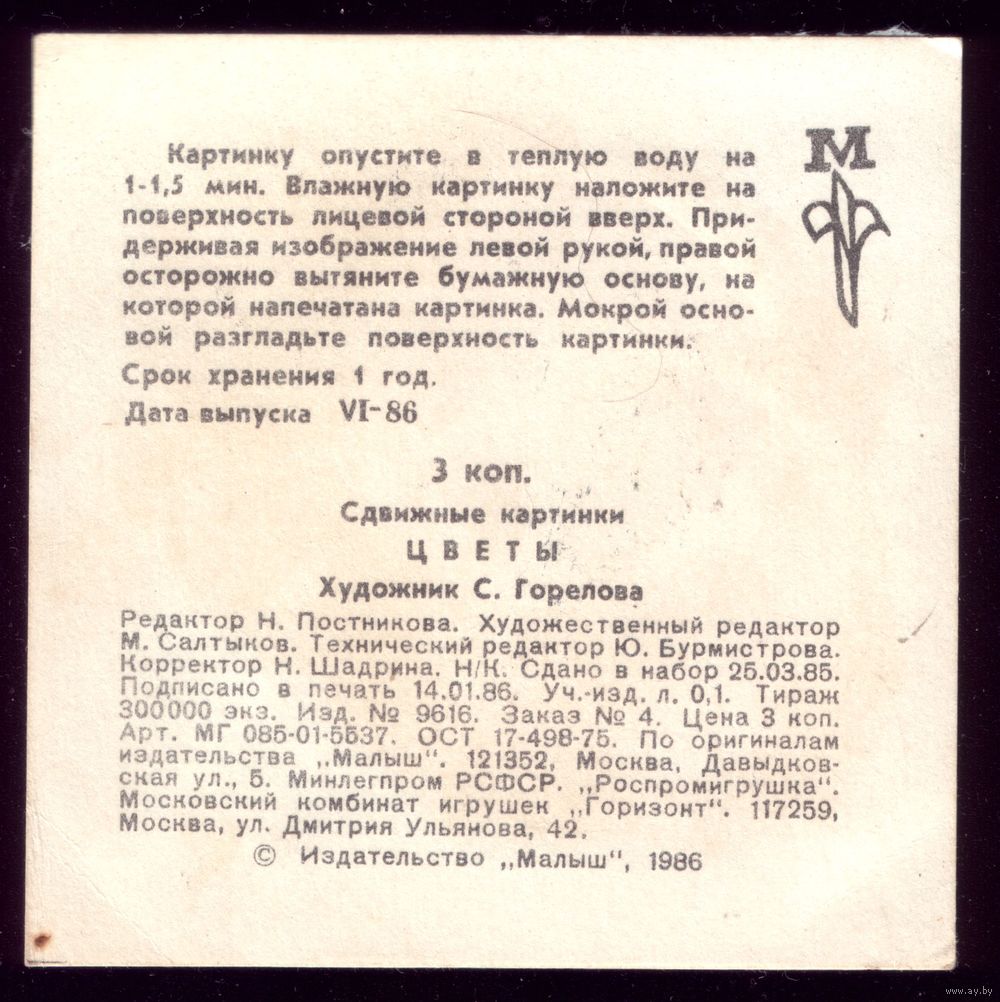 М
Картинку опустите в теплую воду на
1-1,5 мин. Влажную картинку наложите на
поверхность лицевой стороной вверх. При-
держивая изображение левой рукой, правой
осторожно вытяните бумажную основу, на
которой напечатана картинка. Мокрой осно-
вой разгладьте поверхность картинки.
Срок хранения 1 год.
Дата выпуска VI-86
3 коп.
Сдвижные картинки
ЦВЕТЫ
Художник С. Горелова
Редактор Н. Постникова. Художественный редактор
М. Салтыков. Технический редактор Ю. Бурмистрова.
Корректор Н. Шадрина. Н/К. Сдано в набор 25.03.85.
Подписано в печать 14.01.86. Уч.-изд. л. 0,1. Тираж
300000 экз. Изд. № 9616. Заказ № 4. Цена 3 коп.
Арт. МГ 085-01-5537. ОСТ 17-498-75. По оригиналам
издательства „Малыш". 121352, Москва, Давыдков-
ская ул., 5. Минлегпром РСФСР. „Роспромигрушка".
Московский комбинат игрушек „Горизонт". 117259,
Москва, ул. Дмитрия Ульянова, 42.
© Издательство „Малыш", 1986
www.ay.by